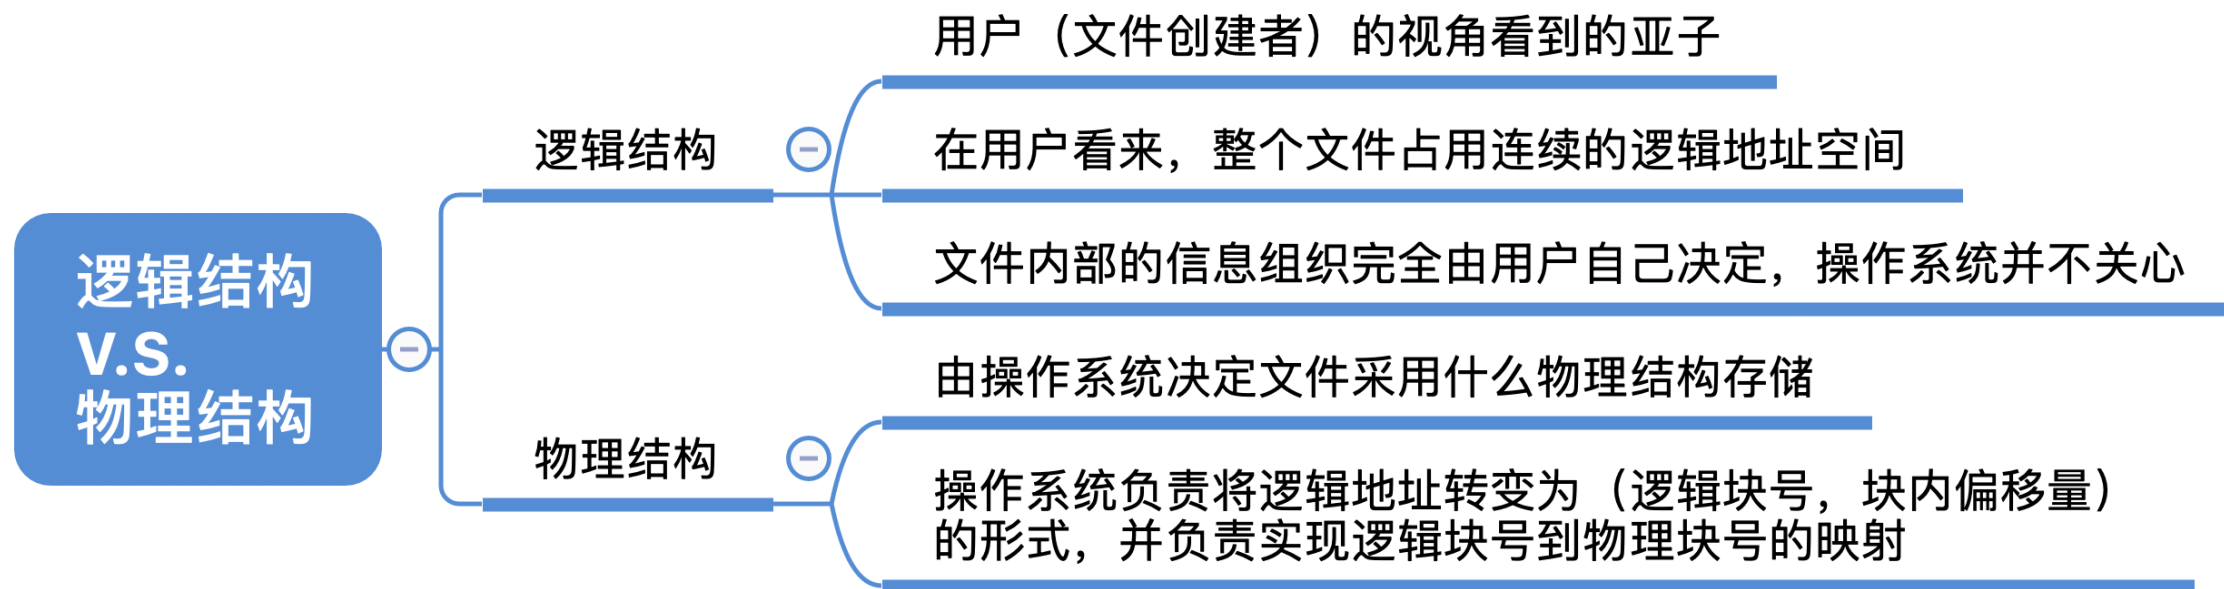 逻辑结构
V.S.
物理结构
逻辑结构
用户（文件创建者）的视角看到的亚子
在用户看来，整个文件占用连续的逻辑地址空间
文件内部的信息组织完全由用户自己决定，操作系统并不关心
物理结构
由操作系统决定文件采用什么物理结构存储
操作系统负责将逻辑地址转变为（逻辑块号，块内偏移量）
的形式，并负责实现逻辑块号到物理块号的映射